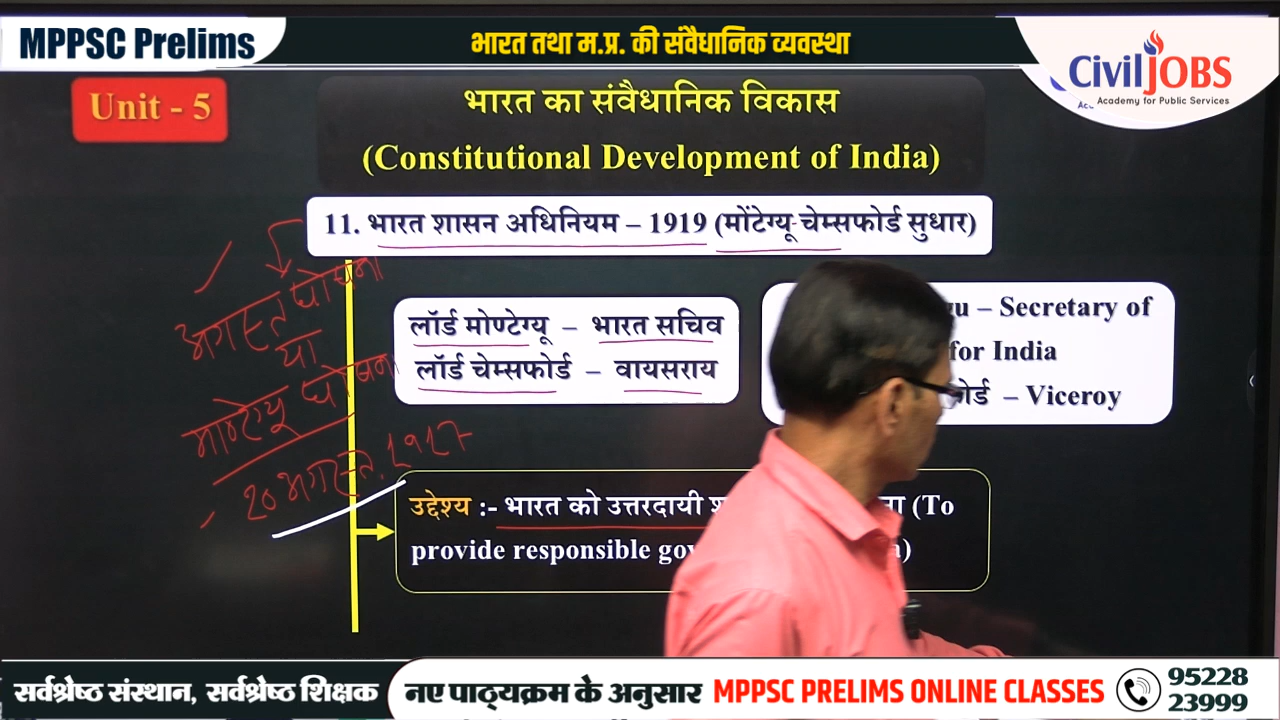 MPPSC Prelims
भारत तथा म.प्र. की संवैधानिक व्यवस्था
CivilJOBS
Academy for Public Services
Unit - 5
भारत का संवैधानिक विकास
(Constitutional Development of India)
11. भारत शासन अधिनियम – 1919 (मोंटेग्यू-चेम्सफोर्ड सुधार)
अगस्त घोषणा
या
माण्टेग्यू घोषणा
20 अगस्त, 1917
लॉर्ड मोण्टेग्यू – भारत सचिव
लॉर्ड चेम्सफोर्ड – वायसराय
– Secretary of
for India
– Viceroy
उद्देश्य :- भारत को उत्तरदायी (To
provide responsible
सर्वश्रेष्ठ संस्थान, सर्वश्रेष्ठ शिक्षक
नए पाठ्यक्रम के अनुसार MPPSC PRELIMS ONLINE CLASSES
95228
23999